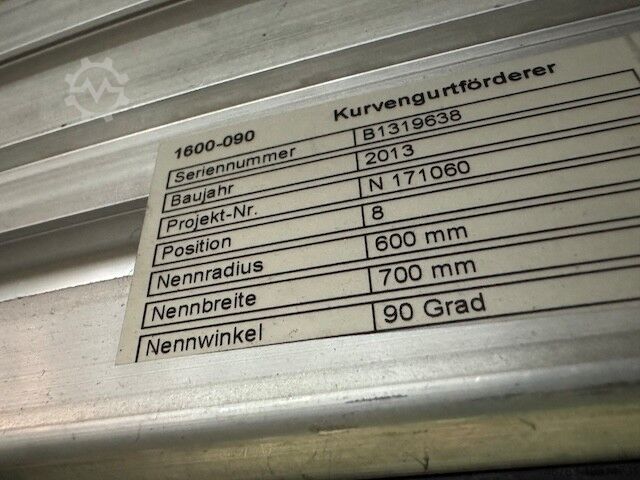 1600-090 Kurvengurtförderer
Seriennummer B1319638
Baujahr 2013
Projekt-Nr. N 171060
Position 8
Nennradius 600 mm
Nennbreite 700 mm
Nennwinkel 90 Grad